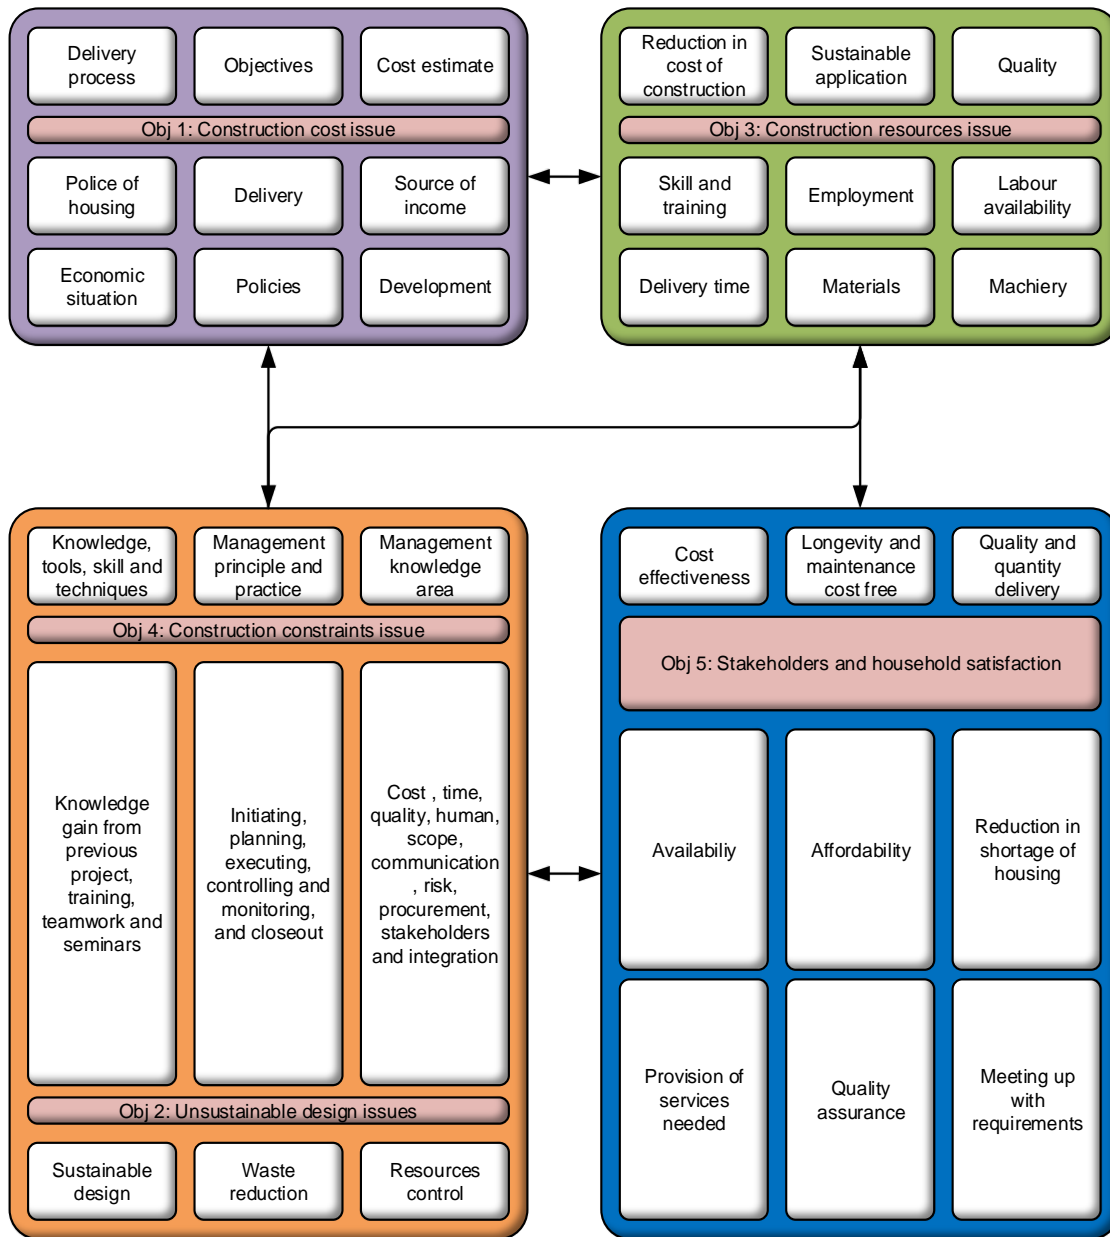 Delivery
process
Objectives
Cost estimate
Obj 1: Construction cost issue
Police of
housing
Delivery
Source of
income
Economic
situation
Policies
Development
Reduction in
cost of
construction
Sustainable
application
Quality
Obj 3: Construction resources issue
Skill and
training
Employment
Labour
availability
Delivery time
Materials
Machiery
Knowledge,
tools, skill and
techniques
Management
principle and
practice
Management
knowledge
area
Obj 4: Construction constraints issue
Knowledge
gain from
previous
project,
training,
teamwork and
seminars
Initiating,
planning,
executing,
controlling and
monitoring,
and closeout
Cost , time,
quality, human,
scope,
communication
, risk,
procurement,
stakeholders
and integration
Obj 2: Unsustainable design issues
Sustainable
design
Waste
reduction
Resources
control
Cost
effectiveness
Longevity and
maintenance
cost free
Quality and
quantity
delivery
Obj 5: Stakeholders and household satisfaction
Availabiliy
Affordability
Reduction in
shortage of
housing
Provision of
services
needed
Quality
assurance
Meeting up
with
requirements